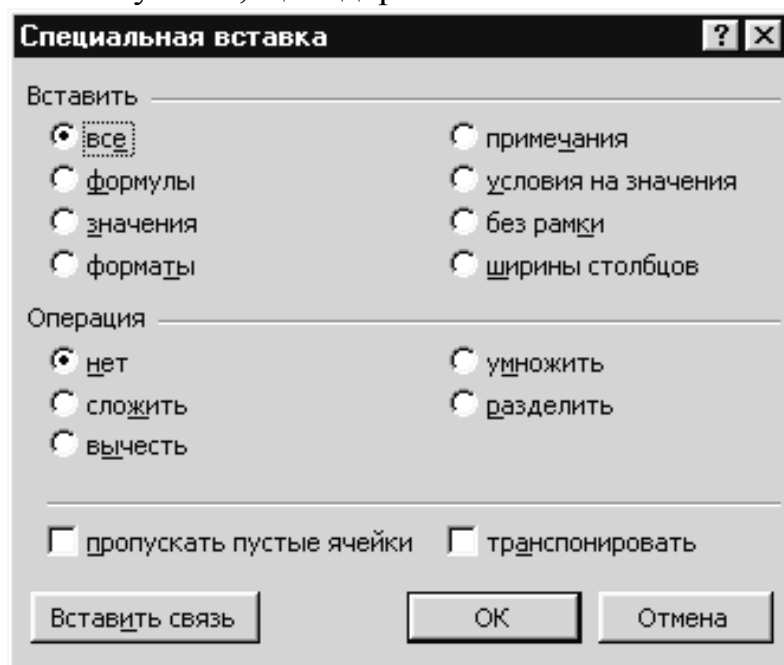 Специальная вставка
Вставить
все
примечания
формулы
условия на значения
значения
без рамки
форматы
ширины столбцов
Операция
нет
умножить
сложить
разделить
вычесть
пропускать пустые ячейки
транспонировать
Вставить связь
ОК
Отмена